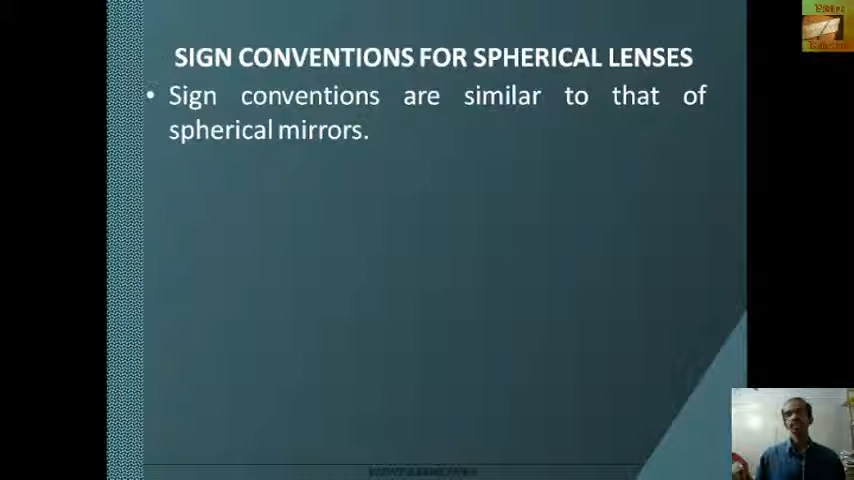 SIGN CONVENTIONS FOR SPHERICAL LENSES
• Sign conventions are similar to that of
spherical mirrors.